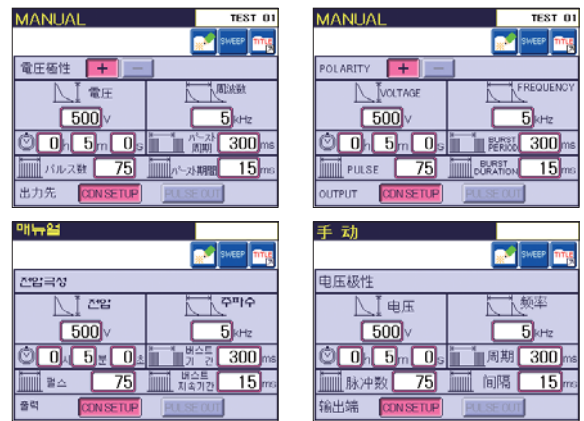 MANUAL TEST 01
SWEEP TITLE
電圧極性 + −
電圧 周波数
500 V 5 kHz
0 h 5 m 0 s バースト周期 300 ms
パルス数 75 バースト期間 15 ms
出力先 CDN SETUP PULSE OUT
MANUAL TEST 01
SWEEP TITLE
POLARITY + −
VOLTAGE FREQUENCY
500 V 5 kHz
0 h 5 m 0 s BURST PERIOD 300 ms
PULSE 75 BURST DURATION 15 ms
OUTPUT CDN SETUP PULSE OUT
매뉴얼
SWEEP TITLE
전압극성
전압 주파수
500 V 5 kHz
0 시 5 분 0 초 버스트 기 간 300 ms
펄스 75 버스트 지속기간 15 ms
출력 CDN SETUP PULSE OUT
手 动
SWEEP TITLE
电压极性
电压 频率
500 V 5 kHz
0 h 5 m 0 s 周期 300 ms
脉冲数 75 间隔 15 ms
输出端 CDN SETUP PULSE OUT